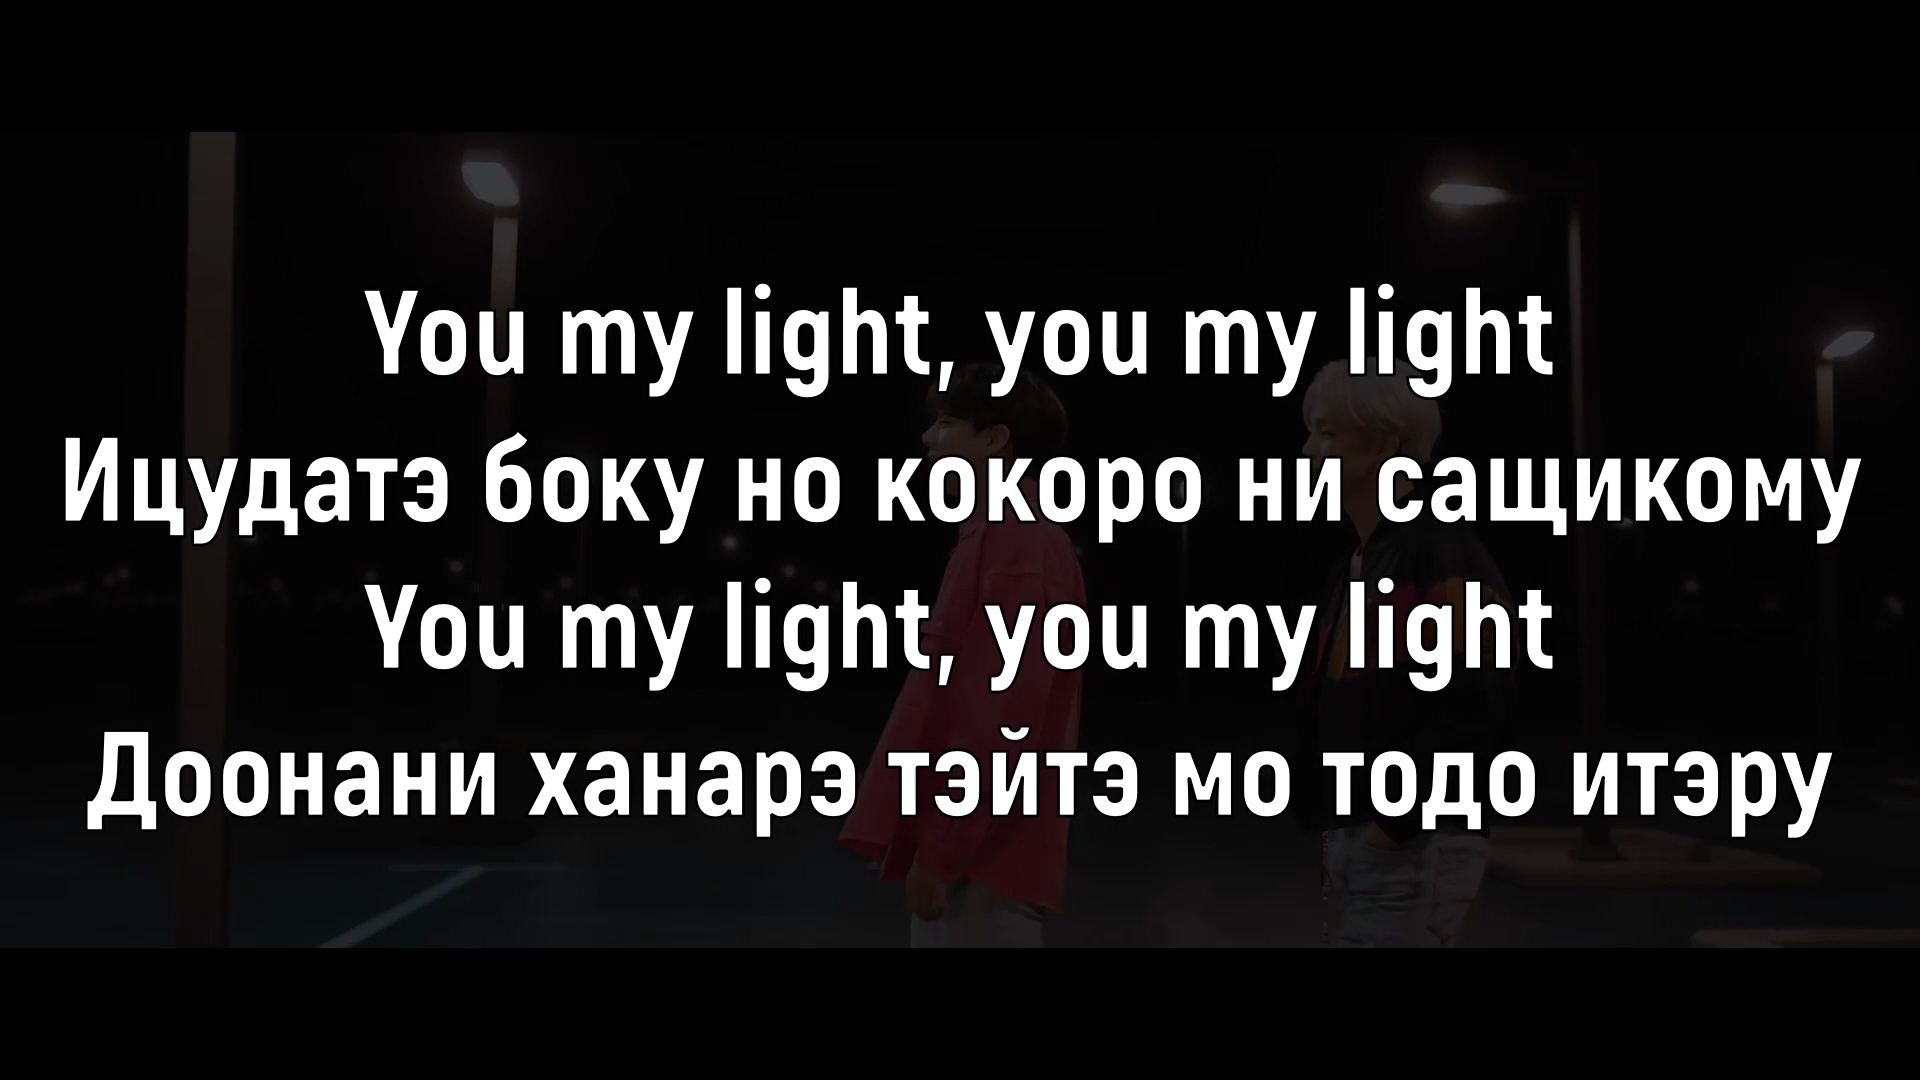 You my light, you my light
Ицудатэ боку но кокоро ни сащикому
You my light, you my light
Доонани ханарэ тэйтэ мо тодо итэру